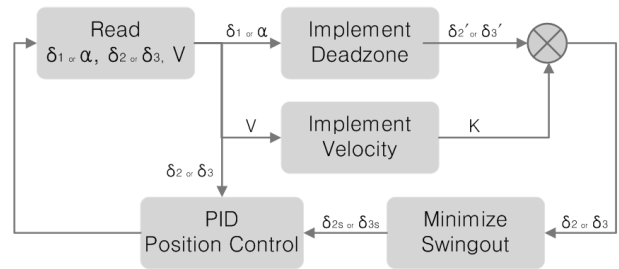 Read
δ1 or α, δ2 or δ3, V
δ1 or α
Implement
Deadzone
δ2′ or δ3′
V
Implement
Velocity
K
δ2 or δ3
PID
Position Control
δ2s or δ3s
Minimize
Swingout
δ2 or δ3